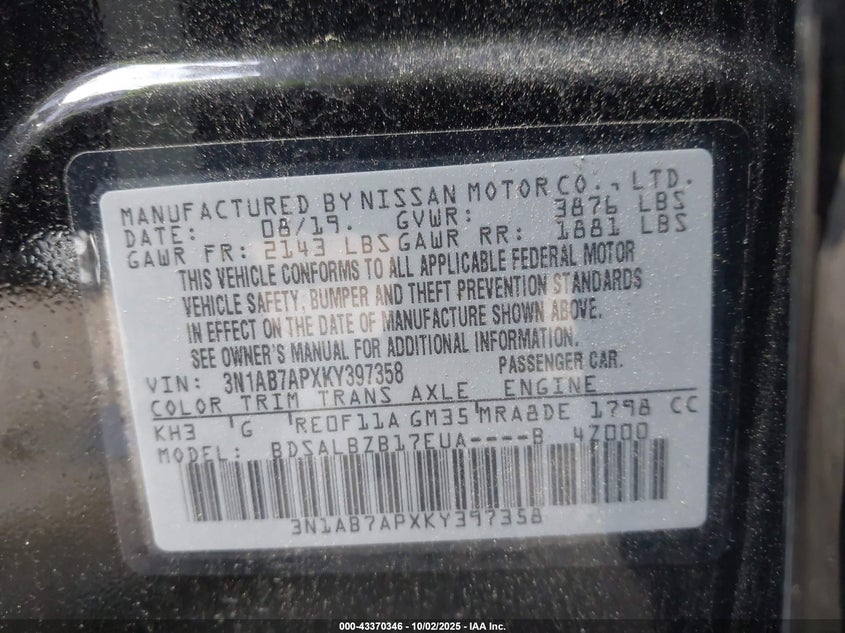 MANUFACTURED BY NISSAN MOTOR CO., LTD.
DATE: 08/19. GVWR: 3876 LBS
GAWR FR: 2143 LBS GAWR RR: 1881 LBS
THIS VEHICLE CONFORMS TO ALL APPLICABLE FEDERAL MOTOR
VEHICLE SAFETY, BUMPER AND THEFT PREVENTION STANDARDS
IN EFFECT ON THE DATE OF MANUFACTURE SHOWN ABOVE.
SEE OWNER'S MANUAL FOR ADDITIONAL INFORMATION.
VIN: 3N1AB7APXKY397358 PASSENGER CAR.
COLOR TRIM TRANS AXLE ENGINE
KH3 G RE0F11A GM35 MRA8DE 1798 CC
MODEL: BDSALBZB17EUA----B 4Z000
3N1AB7APXKY397358
000-43370346 - 10/02/2025 - IAA Inc.